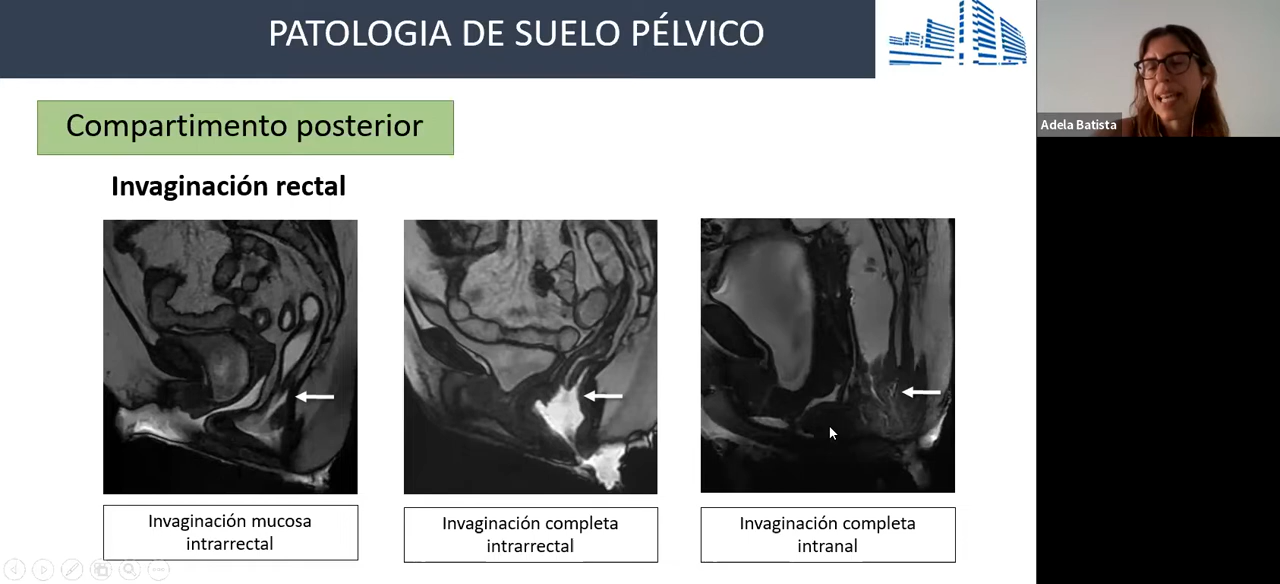 PATOLOGIA DE SUELO PÉLVICO
Adela Batista
Compartimento posterior
Invaginación rectal
Invaginación mucosa
intrarrectal
Invaginación completa
intrarrectal
Invaginación completa
intranal